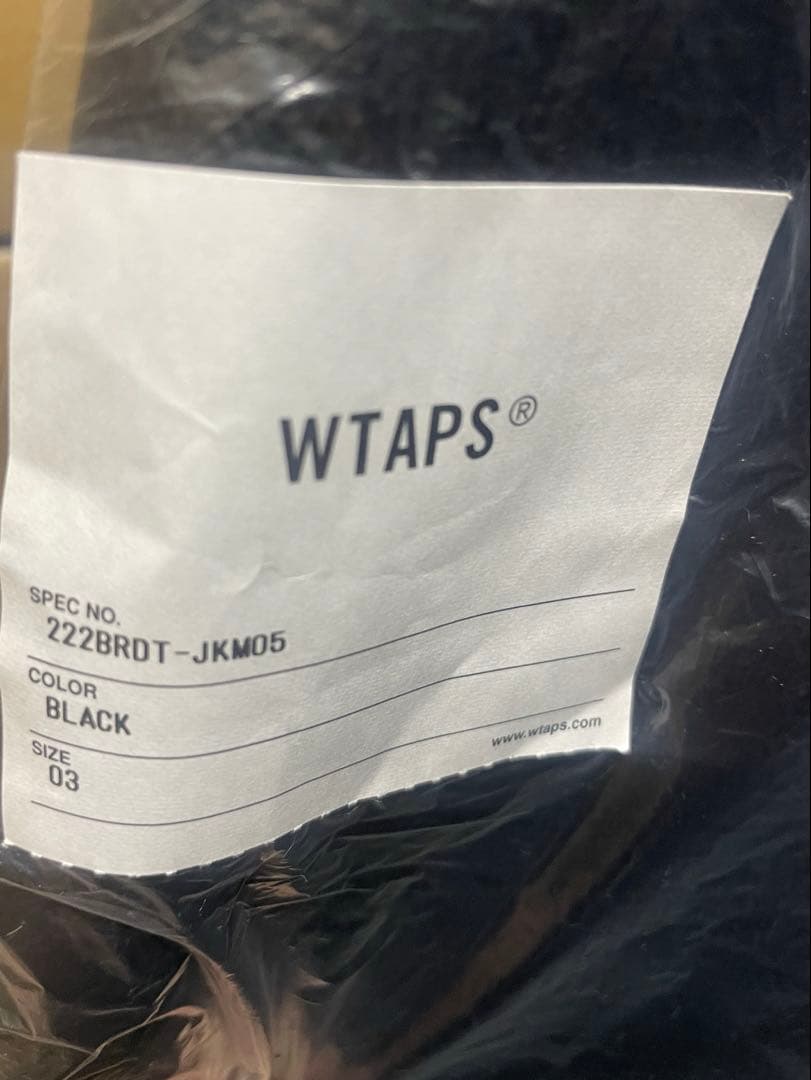 WTAPS®
SPEC NO.
222BRDT-JKM05
COLOR
BLACK
SIZE
03
www.wtaps.com